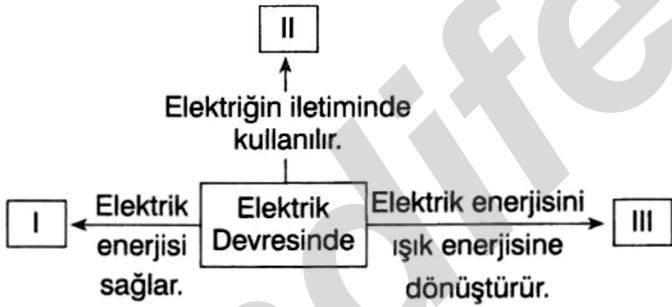 II
Elektriğin iletiminde
kullanılır.
I
Elektrik
enerjisi
sağlar.
Elektrik
Devresinde
Elektrik enerjisini
ışık enerjisine
dönüştürür.
III